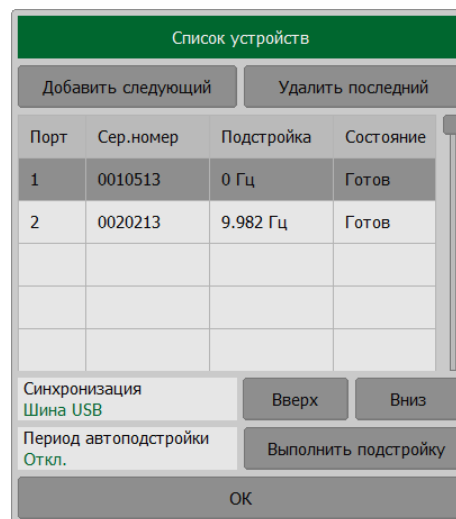 Список устройств
Добавить следующий Удалить последний
Порт Сер.номер Подстройка Состояние
1 0010513 0 Гц Готов
2 0020213 9.982 Гц Готов
Синхронизация
Шина USB
Вверх Вниз
Период автоподстройки
Откл.
Выполнить подстройку
ОК